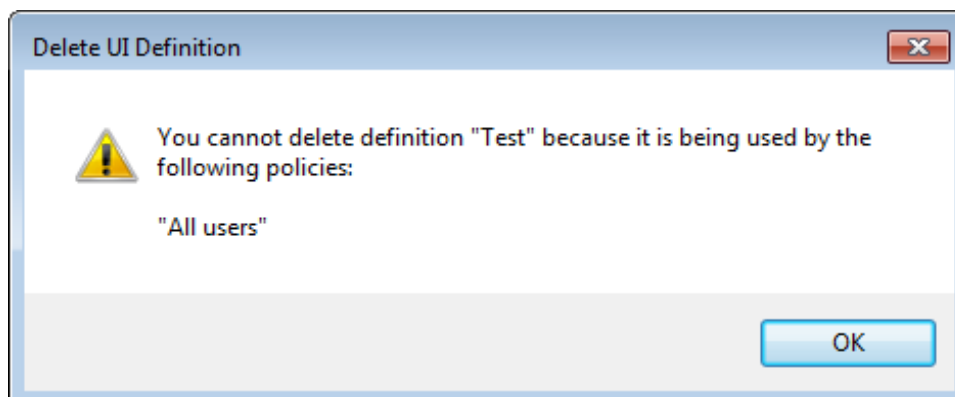 Delete UI Definition
You cannot delete definition "Test" because it is being used by the
following policies:
"All users"
OK